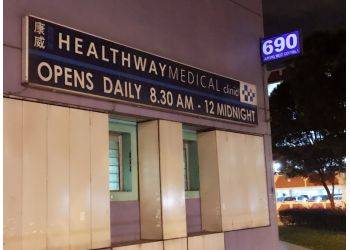 康威
HEALTHWAY MEDICAL clinic
OPENS DAILY 8.30 AM - 12 MIDNIGHT
690